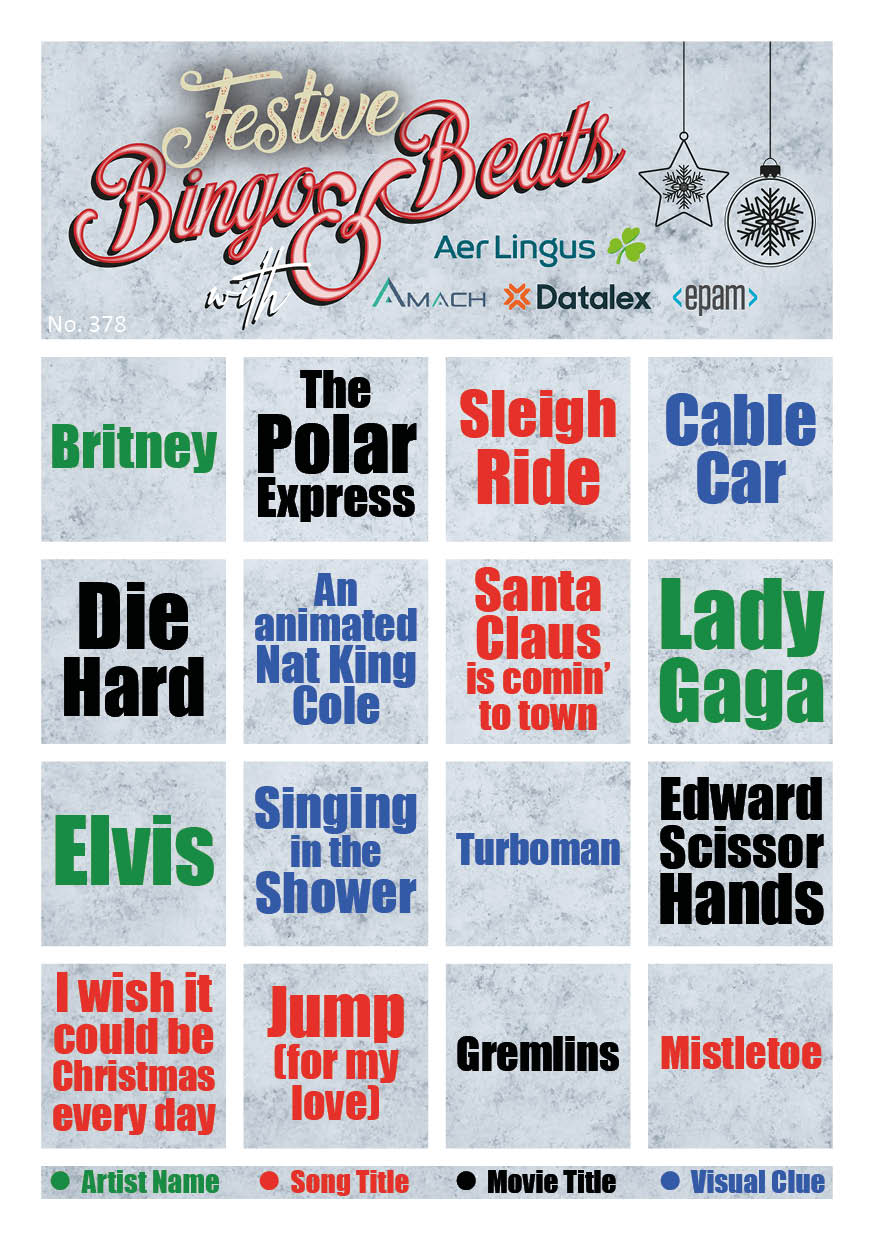 Festive
Bingo & Beats
with
Aer Lingus
AMACH Datalex <epam>
No. 378
Britney
The
Polar
Express
Sleigh
Ride
Cable
Car
Die
Hard
An
animated
Nat King
Cole
Santa
Claus
is comin’
to town
Lady
Gaga
Elvis
Singing
in the
Shower
Turboman
Edward
Scissor
Hands
I wish it
could be
Christmas
every day
Jump
(for my
love)
Gremlins
Mistletoe
Artist Name Song Title Movie Title Visual Clue